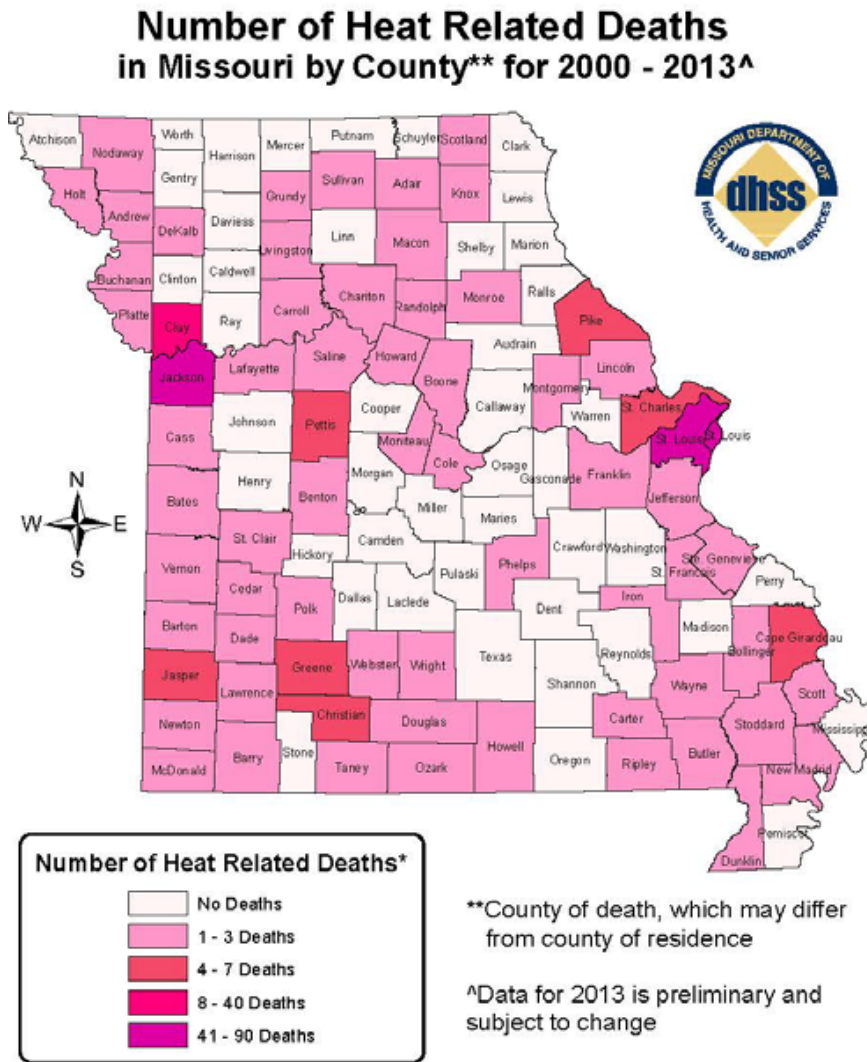 Number of Heat Related Deaths
in Missouri by County** for 2000 - 2013^
MISSOURI DEPARTMENT OF
dhss
HEALTH AND SENIOR SERVICES
Atchison
Nodaway
Worth
Harrison
Mercer
Putnam
Schuyler
Scotland
Clark
Gentry
Holt
Andrew
DeKalb
Daviess
Grundy
Sullivan
Adair
Knox
Lewis
Linn
Macon
Shelby
Marion
Livingston
Buchanan
Clinton
Caldwell
Platte
Clay
Ray
Carroll
Chariton
Randolph
Monroe
Ralls
Pike
Audrain
Jackson
Lafayette
Saline
Howard
Boone
Montgomery
Lincoln
Callaway
Warren
St. Charles
St. Louis
St. Louis
Cass
Johnson
Pettis
Cooper
Moniteau
Cole
Osage
Gasconade
Franklin
Jefferson
Henry
Benton
Morgan
Miller
Maries
Bates
St. Clair
Hickory
Camden
Pulaski
Phelps
Crawford
Washington
St. Francois
Ste. Genevieve
Perry
Vernon
Cedar
Polk
Dallas
Laclede
Dent
Iron
Madison
Bollinger
Cape Girardeau
Barton
Dade
Greene
Webster
Wright
Texas
Reynolds
Shannon
Wayne
Scott
Jasper
Lawrence
Christian
Douglas
Howell
Carter
Butler
Stoddard
Mississippi
Newton
McDonald
Barry
Stone
Taney
Ozark
Oregon
Ripley
New Madrid
Dunklin
Pemiscot
N
W
E
S
Number of Heat Related Deaths*
No Deaths
1 - 3 Deaths
4 - 7 Deaths
8 - 40 Deaths
41 - 90 Deaths
**County of death, which may differ
from county of residence
^Data for 2013 is preliminary and
subject to change